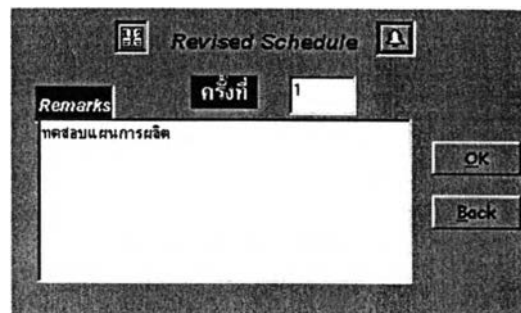 Revised Schedule
ครั้งที่ 1
Remarks
ทดสอบแผนการผลิต
OK
Back